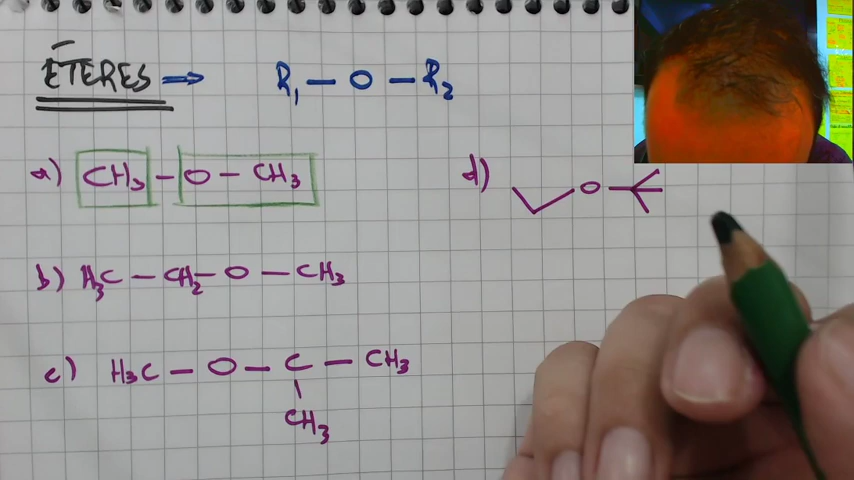 ÉTERES ⇒ R₁ — O — R₂
a) CH₃ — O — CH₃
b) H₃C — CH₂ — O — CH₃
c) H₃C — O — C — CH₃
CH₃
d) O